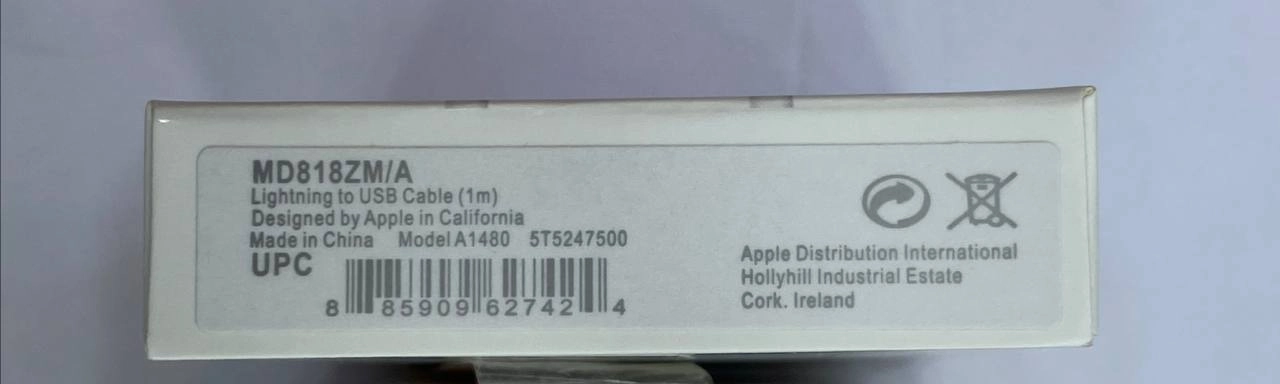 MD818ZM/A
Lightning to USB Cable (1m)
Designed by Apple in California
Made in China Model A1480 5T5247500
UPC
8 85909 62742 4
Apple Distribution International
Hollyhill Industrial Estate
Cork. Ireland